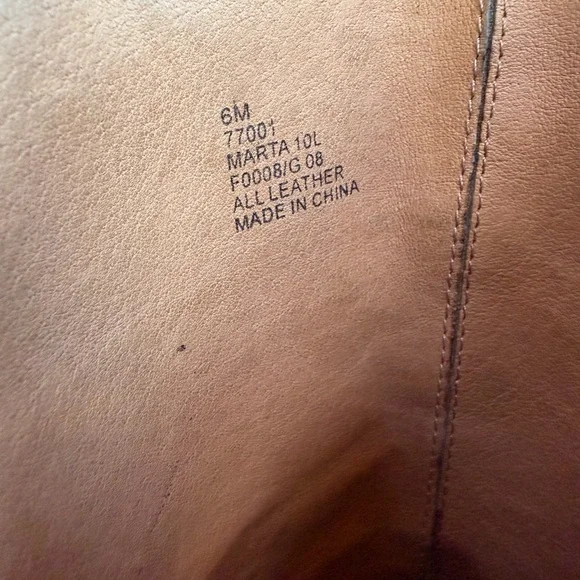 6M
77001
MARTA 10L
F0008/G 08
ALL LEATHER
MADE IN CHINA